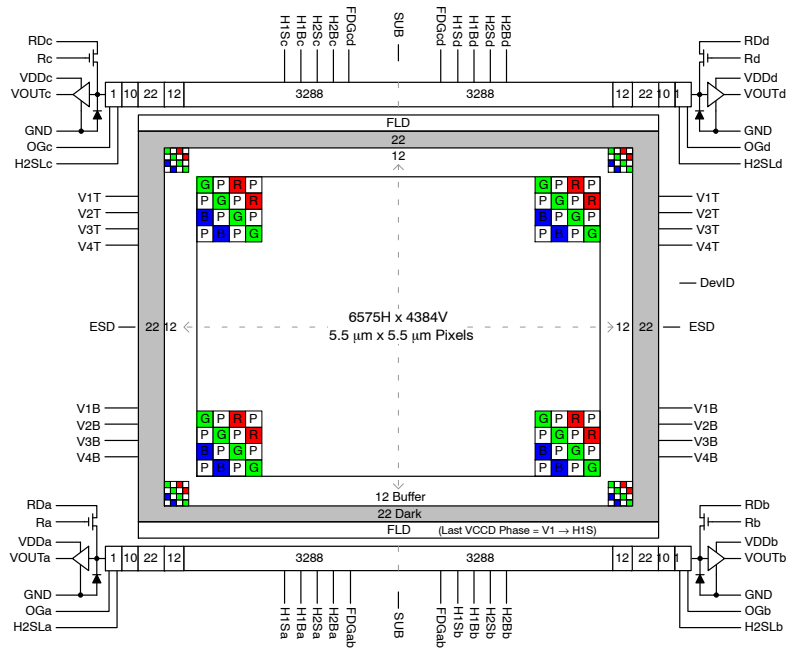 H1Sc H1Bc H2Sc H2Bc FDGcd SUB FDGcd H1Sd H1Bd H2Sd H2Bd
RDc RDd
Rc Rd
VDDc VDDd
VOUTc 1 10 22 12 3288 3288 12 22 10 1 VOUTd
GND GND
OGc OGd
H2SLc H2SLd
FLD
22
12
G P R P G P R P
P G P R P G P R
B P G P B P G P
P B P G P B P G
V1T V1T
V2T V2T
V3T V3T
V4T V4T
DevID
6575H x 4384V
ESD 22 12 12 22 ESD
5.5 μm x 5.5 μm Pixels
V1B V1B
V2B V2B
V3B V3B
V4B V4B
G P R P G P R P
P G P R P G P R
B P G P B P G P
P B P G P B P G
12 Buffer
22 Dark
FLD (Last VCCD Phase = V1 → H1S)
RDa RDb
Ra Rb
VDDa VDDb
VOUTa 1 10 22 12 3288 3288 12 22 10 1 VOUTb
GND GND
OGa OGb
H2SLa H2SLb
H1Sa H1Ba H2Sa H2Ba FDGab SUB FDGab H1Sb H1Bb H2Sb H2Bb